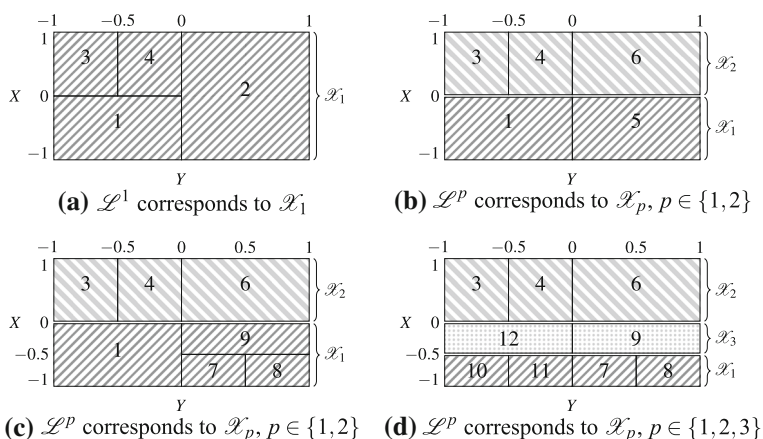 −1 −0.5 0 1
1
3 4
2
X 0
𝒳₁
1
−1
Y
(a) ℒ¹ corresponds to 𝒳₁
−1 −0.5 0 1
1
3 4 6
𝒳₂
X 0
1 5
𝒳₁
−1
Y
(b) ℒᵖ corresponds to 𝒳ₚ, p ∈ {1,2}
−1 −0.5 0 0.5 1
1
3 4 6
𝒳₂
X 0
1 9
𝒳₁
−0.5
7 8
−1
Y
(c) ℒᵖ corresponds to 𝒳ₚ, p ∈ {1,2}
−1 −0.5 0 0.5 1
1
3 4 6
𝒳₂
X 0
12 9
𝒳₃
−0.5
10 11 7 8
𝒳₁
−1
Y
(d) ℒᵖ corresponds to 𝒳ₚ, p ∈ {1,2,3}